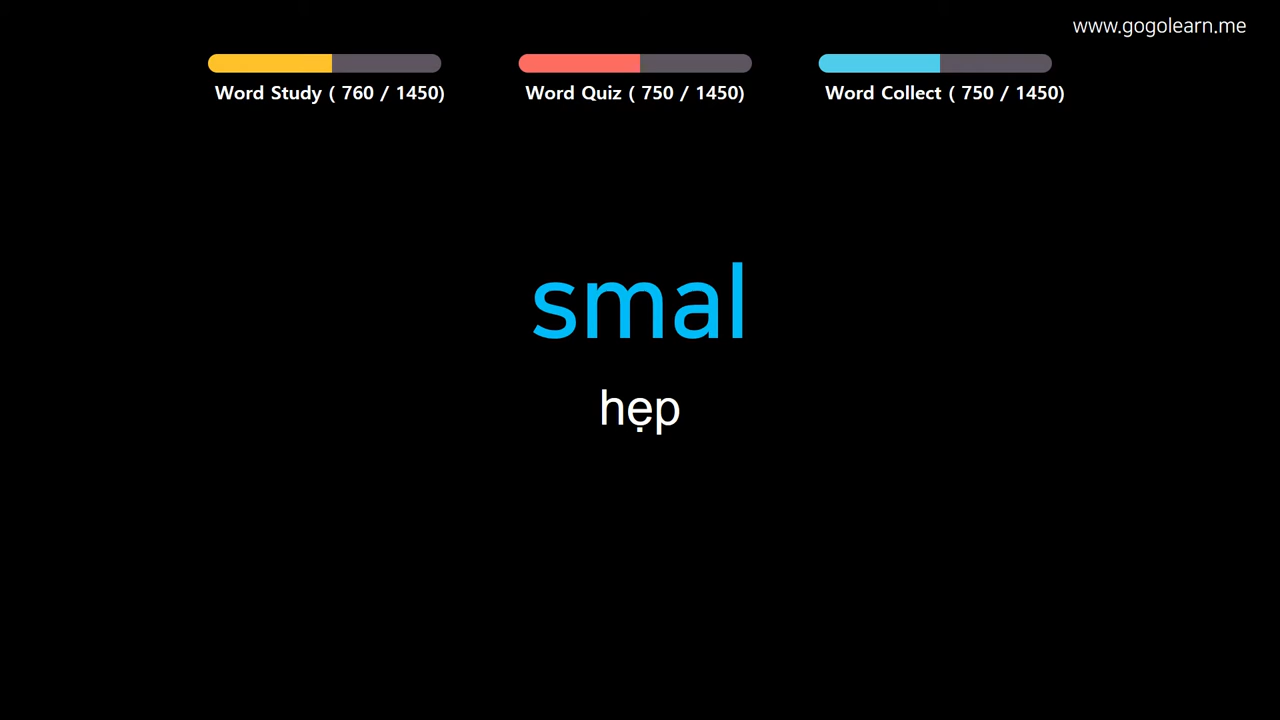 www.gogolearn.me
Word Study ( 760 / 1450)
Word Quiz ( 750 / 1450)
Word Collect ( 750 / 1450)
smal
hẹp